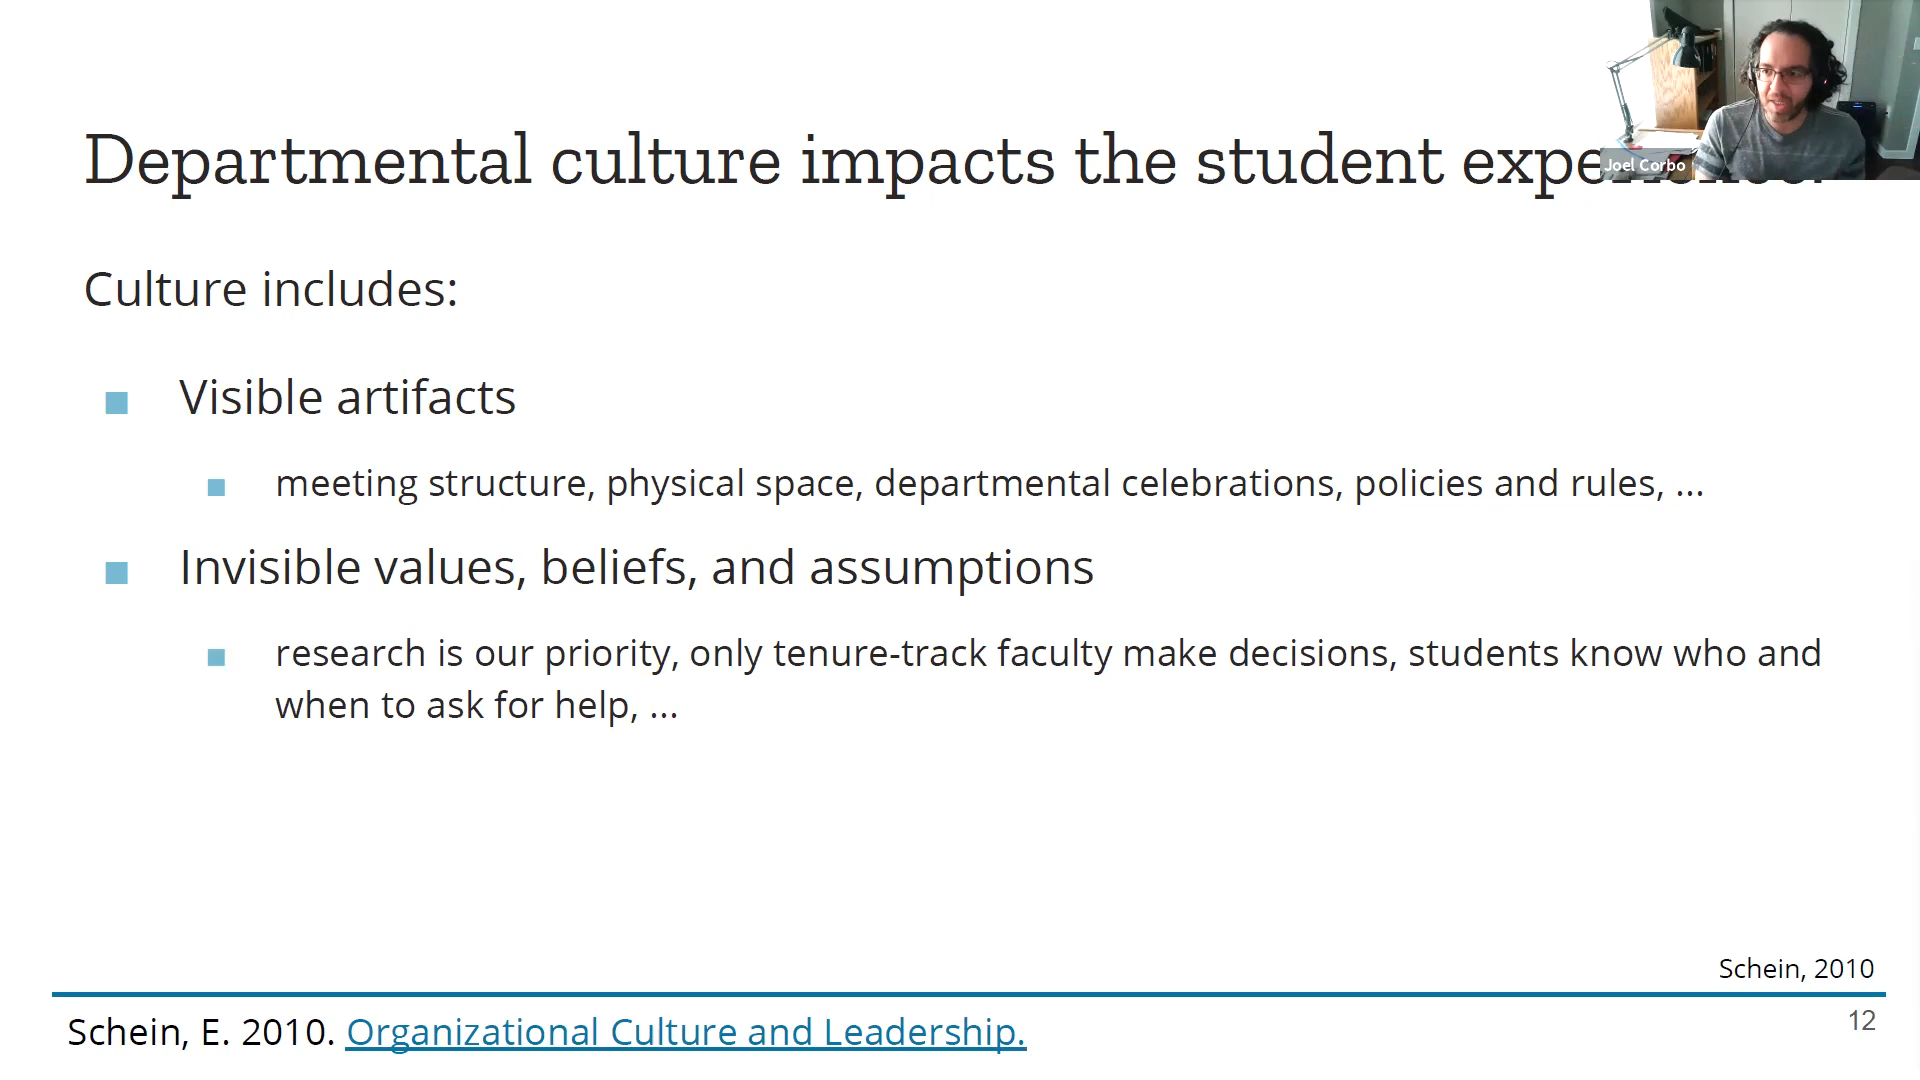 Departmental culture impacts the student
Joel Corbo
Culture includes:
■ Visible artifacts
■ meeting structure, physical space, departmental celebrations, policies and rules, ...
■ Invisible values, beliefs, and assumptions
■ research is our priority, only tenure-track faculty make decisions, students know who and
when to ask for help, ...
Schein, 2010
Schein, E. 2010. Organizational Culture and Leadership.
12